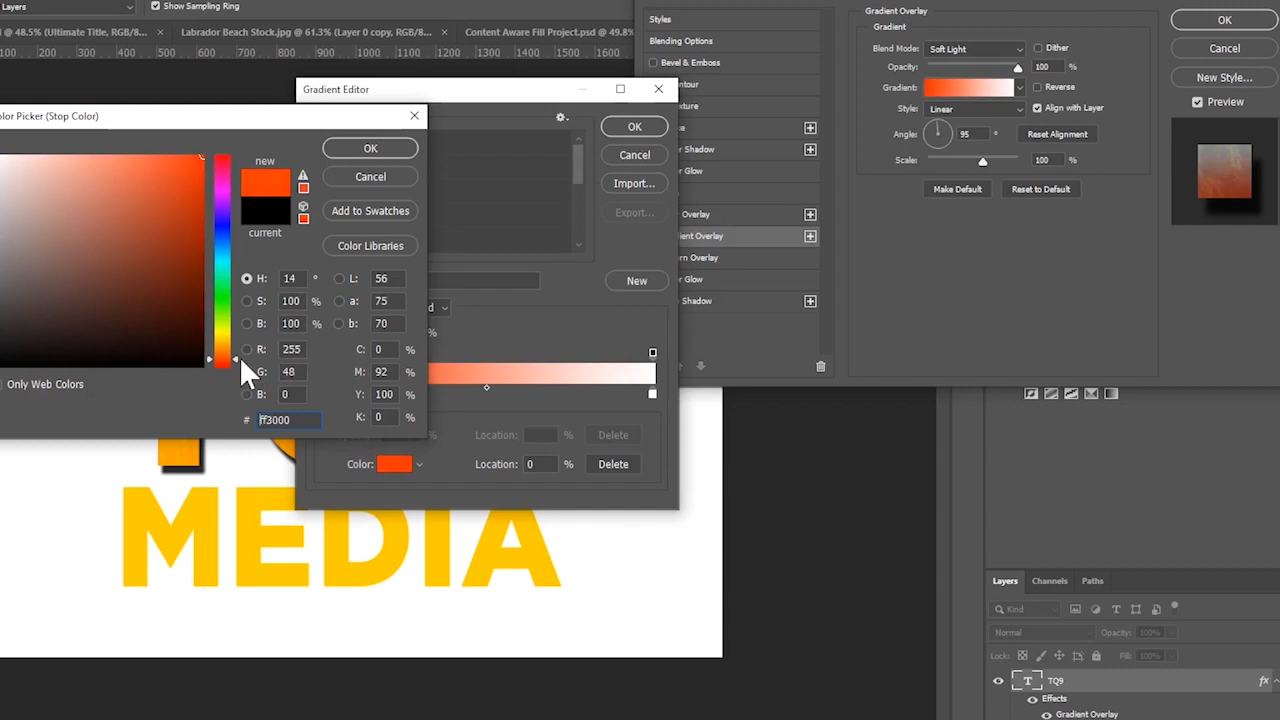 Layers
Show Sampling Ring
@ 48.5% (Ultimate Title, RGB/8...
Labrador Beach Stock.jpg @ 61.3% (Layer 0 copy, RGB/8...
Content Aware Fill Project.psd @ 49.8%
100 200 300 400 500 600 700 800 900 1000 1100 1200 1300 1400 1500 1600
Gradient Editor
OK
Cancel
Import...
Export...
New
%
Location:
%
Delete
Color:
Location:
0
%
Delete
Color Picker (Stop Color)
new
current
OK
Cancel
Add to Swatches
Color Libraries
H: 14 °
S: 100 %
B: 100 %
R: 255
G: 48
B: 0
# ff3000
L: 56
a: 75
b: 70
C: 0 %
M: 92 %
Y: 100 %
K: 0 %
Only Web Colors
Styles
Blending Options
Bevel & Emboss
Gradient Overlay
Gradient
Blend Mode: Soft Light
Dither
Opacity: 100 %
Gradient:
Reverse
Style: Linear
Align with Layer
Angle: 95 °
Reset Alignment
Scale: 100 %
Make Default
Reset to Default
OK
Cancel
New Style...
Preview
MEDIA
Layers
Channels
Paths
Kind
Normal
Opacity: 100%
Lock:
Fill: 100%
T TQ9 fx
Effects
Gradient Overlay